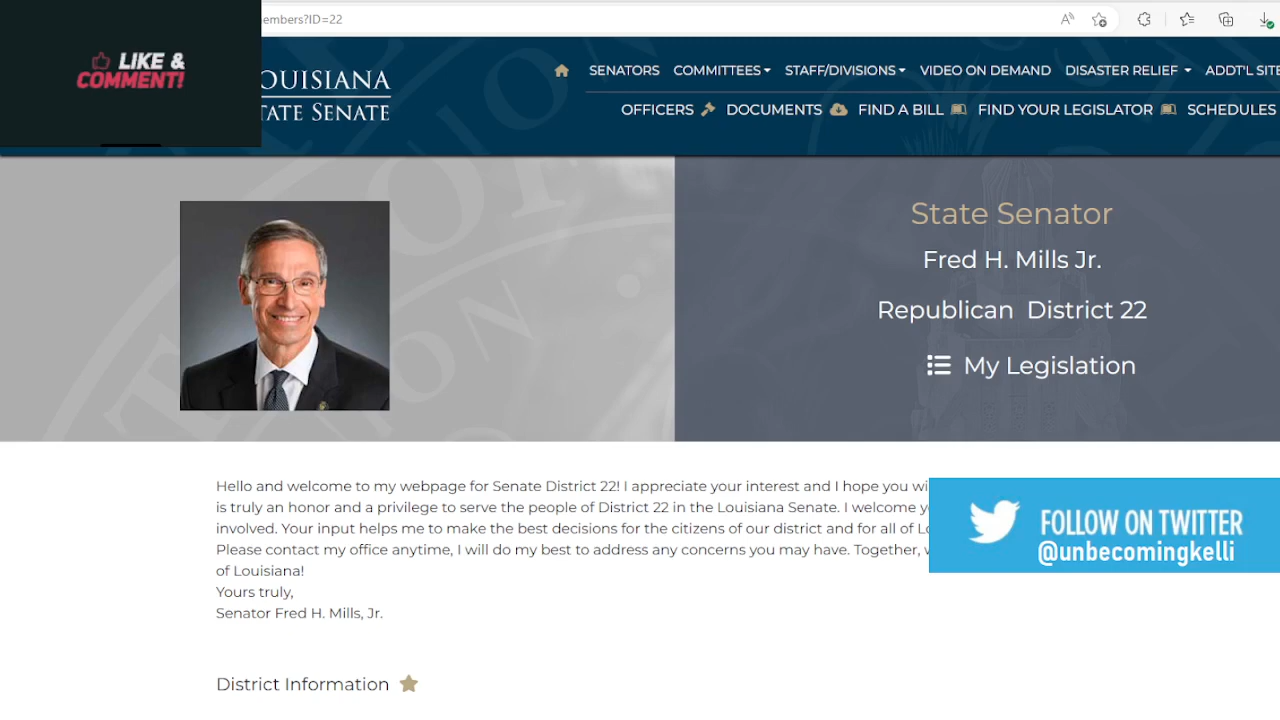 embers?ID=22
LIKE &
COMMENT!
OUISIANA
TATE SENATE
SENATORS COMMITTEES STAFF/DIVISIONS VIDEO ON DEMAND DISASTER RELIEF ADDT'L SITE
OFFICERS DOCUMENTS FIND A BILL FIND YOUR LEGISLATOR SCHEDULES
State Senator
Fred H. Mills Jr.
Republican District 22
My Legislation
Hello and welcome to my webpage for Senate District 22! I appreciate your interest and I hope you wi
is truly an honor and a privilege to serve the people of District 22 in the Louisiana Senate. I welcome y
involved. Your input helps me to make the best decisions for the citizens of our district and for all of Lo
Please contact my office anytime, I will do my best to address any concerns you may have. Together, w
of Louisiana!
Yours truly,
Senator Fred H. Mills, Jr.
FOLLOW ON TWITTER
@unbecomingkelli
District Information